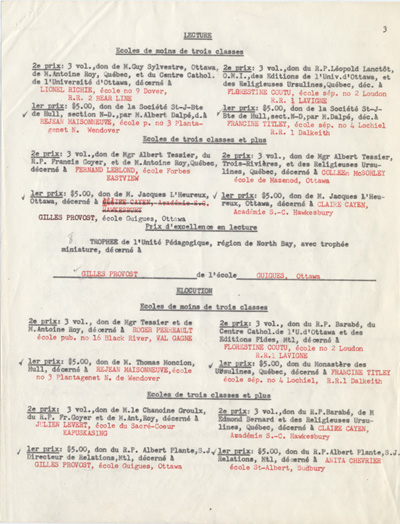 3
LECTURE
Ecoles de moins de trois classes
2e prix: 3 vol.,don de M.Guy Sylvestre, Ottawa,
de M.Antoine Roy, Québec, et du Centre Cathol.
de l'Université d'Ottawa, décerné à
LIONEL RICHIE, école no 9 Dover,
R.R. 2 BEAR LINE
1er prix: $5.00, don de la Société St-J-Bte
de Hull, section N-D,par M.Albert Dalpé,d.à
REJEAN MAISONNEUVE, école p. no 3 Planta-
genet N. Wendover
2e prix: 3 vol.,don du R.P.Léopold Lanctôt,
O.M.I.,des Editions de l'Univ.d'Ottawa, et
des Religieuses Ursulines,Québec, déc. à
FLORESTINE COUTU, école sép. no 2 Loudon
R.R. 1 LAVIGNE
1er prix: $5.00, don de la Société St-J-
Bte de Hull,sect.N-D,par M.Dalpé,déc.à
FRANCINE TITLEY, école sép. no 4 Lochiel
R.R. 1 Dalkeith
Ecoles de trois classes et plus
2e prix: 3 vol., don de Mgr Albert Tessier, du
R.P. Francis Goyer, et de M.Antoine Roy,Québec,
décerné à FERNAND LEBLOND, école Forbes
EASTVIEW
1er prix: $5.00, don de M. Jacques L'Heureux,
Ottawa, décerné à CLAIRE CAYEN, Académie S.-C.
HAWKESBURY
GILLES PROVOST, école Guigues, Ottawa
2e prix: 3 vol., don de Mgr Albert Tessier,
Trois-Rivières, et des Religieuses Ursu-
lines, Québec, décerné à COLLEEN McSORLEY
école de Mazenod, Ottawa
1er prix: $5.00, don de M. Jacques L'Heu-
reux, Ottawa, décerné à CLAIRE CAYEN,
Académie S.-C. Hawkesbury
Prix d'excellence en lecture
TROPHEE de l'Unité Pédagogique, région de North Bay, avec trophée
miniature, décerné à
GILLES PROVOST de l'école GUIGUES, Ottawa
ELOCUTION
Ecoles de moins de trois classes
2e prix: 3 vol., don de Mgr Tessier et de
M.Antoine Roy, décerné à ROGER PERREAULT
école pub. no 16 Black River, VAL GAGNE
1er prix: $5.00, don de M. Thomas Moncion,
Hull, décerné à REJEAN MAISONNEUVE,école
no 3 Plantagenet N. de Wendover
2e prix: 3 vol., don du R.P. Barabé, du
Centre Cathol.de l'U.d'Ottawa et des
Editions Fides, Mtl, décerné à
FLORESTINE COUTU, école no 2 Loudon
R.R.1 LAVIGNE
1er prix: $5.00, don du Monastère des
Ursulines, Québec, décerné à FRANCINE TITLEY
école sép. no 4 Lochiel, R.R.1 Dalkeith
Ecoles de trois classes et plus
2e prix: 3 vol., don de M.le Chanoine Groulx,
du R.P. Fr.Goyer et de M.Ant.Roy, décerné à
JULIEN LEVERT, école du Sacré-Coeur
KAPUSKASING
1er prix: $5.00, don du R.P. Albert Plante,S.J.
Directeur de Relations,Mtl, décerné à
GILLES PROVOST, école Guigues, Ottawa
2e prix: 3 vol., don du R.P.Barabé, de M
Edmond Bernard et des Religieuses Ursu-
lines, Québec, décerné à CLAIRE CAYEN,
Académie S.-C. Hawkesbury
1er prix: $5.00, don du R.P.Albert Plante,S.J.
Relations, Mtl, décerné à ANITA CHEVRIER
école St-Albert, Sudbury